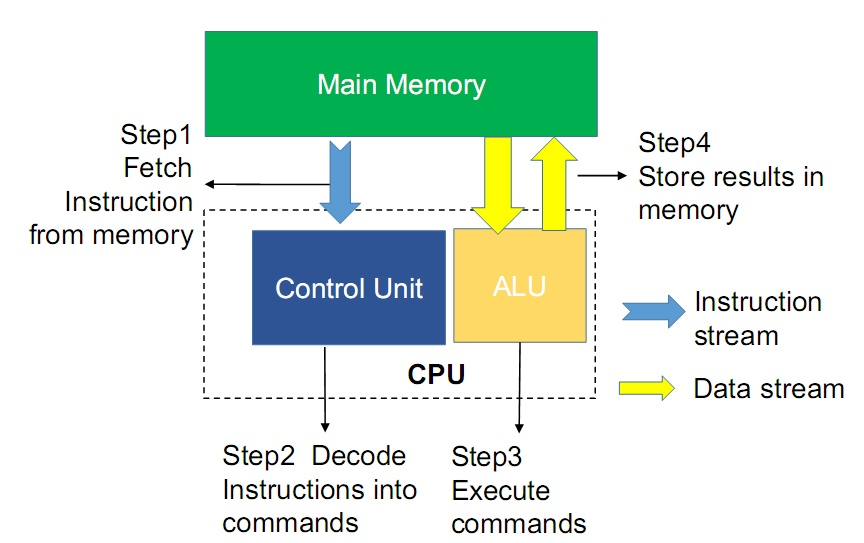 Main Memory
Step1
Fetch
Instruction
from memory
Step4
Store results in
memory
Control Unit
ALU
CPU
Instruction
stream
Data stream
Step2 Decode
Instructions into
commands
Step3
Execute
commands